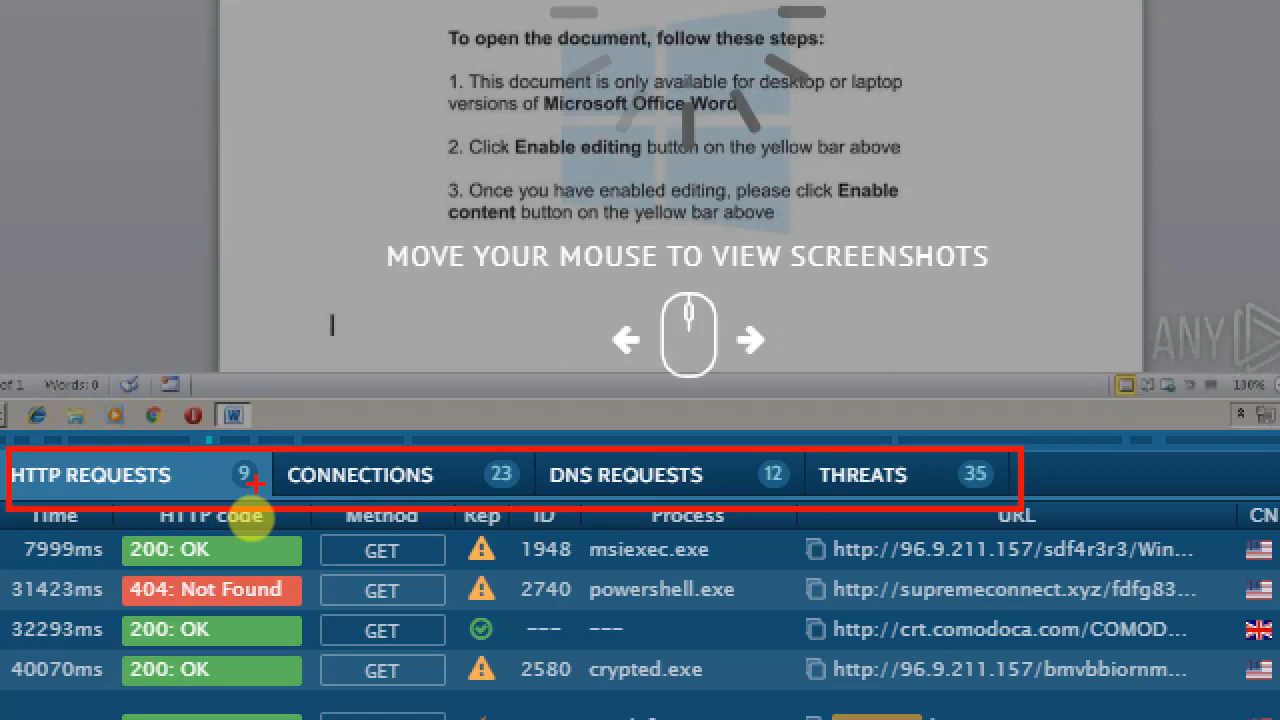 To open the document, follow these steps:
1. This document is only available for desktop or laptop
versions of Microsoft Office Word
2. Click Enable editing button on the yellow bar above
3. Once you have enabled editing, please click Enable
content button on the yellow bar above
MOVE YOUR MOUSE TO VIEW SCREENSHOTS
ANY
of 1 Words: 0 100%
HTTP REQUESTS 9 CONNECTIONS 23 DNS REQUESTS 12 THREATS 35
Time HTTP code Method Rep ID Process URL CN
7999ms 200: OK GET 1948 msiexec.exe http://96.9.211.157/sdf4r3r3/Win...
31423ms 404: Not Found GET 2740 powershell.exe http://supremeconnect.xyz/fdfg83...
32293ms 200: OK GET --- --- http://crt.comodoca.com/COMOD...
40070ms 200: OK GET 2580 crypted.exe http://96.9.211.157/bmvbbiornm...